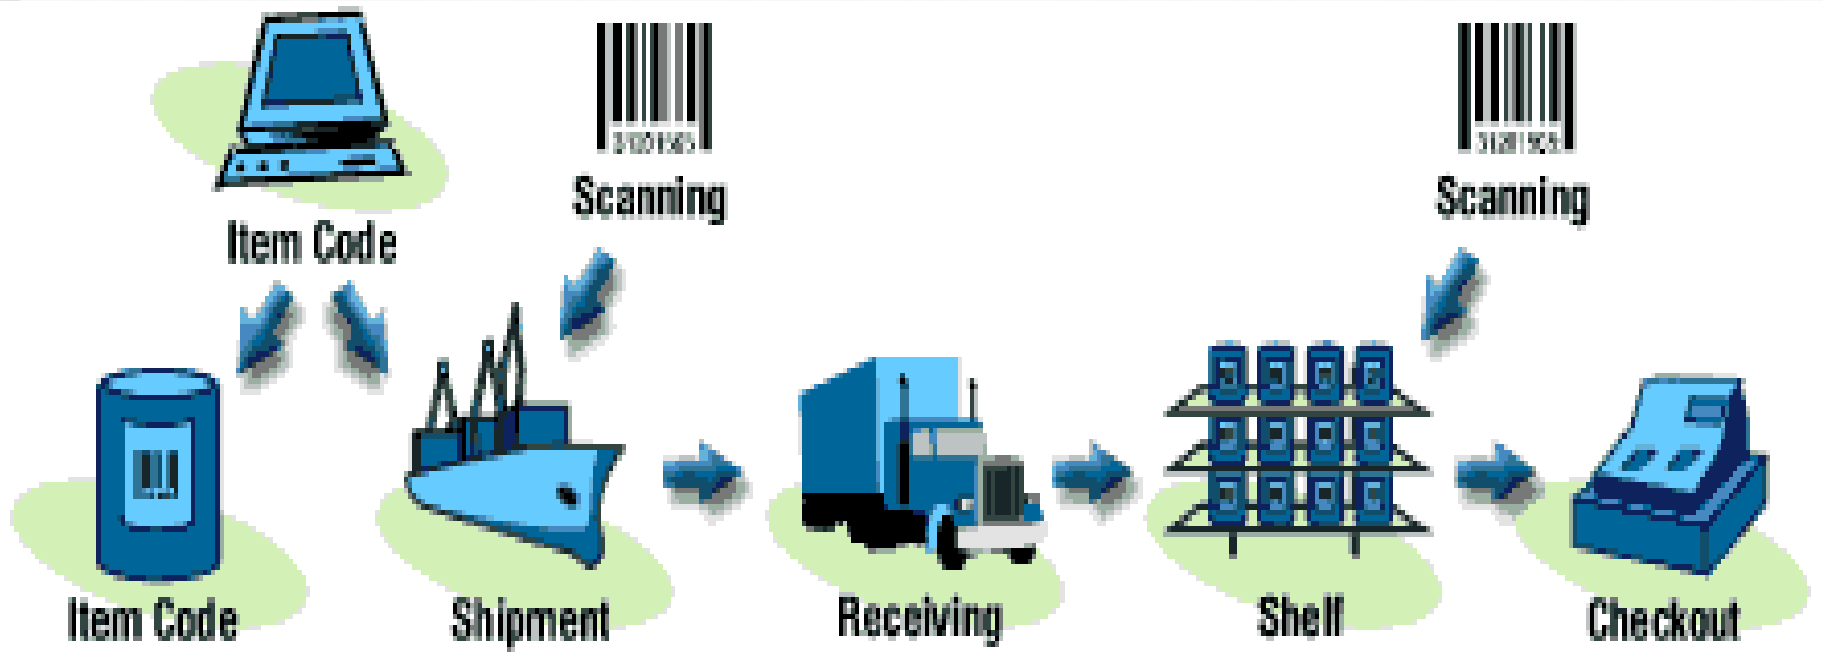 Item Code
Scanning
Scanning
Item Code
Shipment
Receiving
Shelf
Checkout